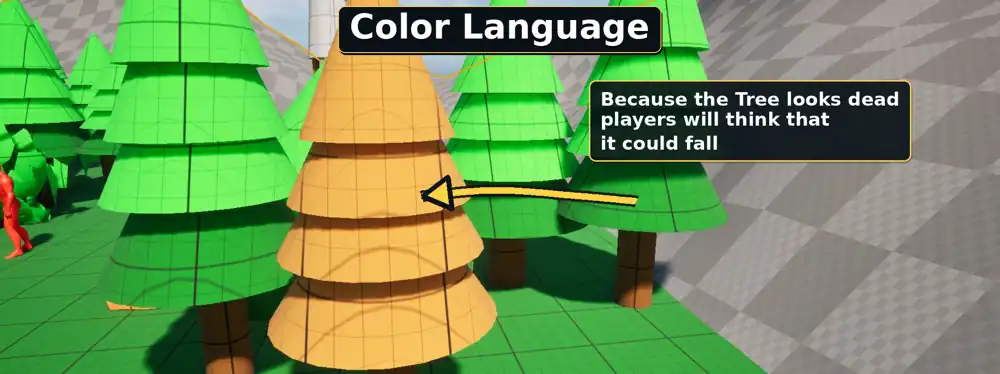 Color Language
Because the Tree looks dead
players will think that
it could fall